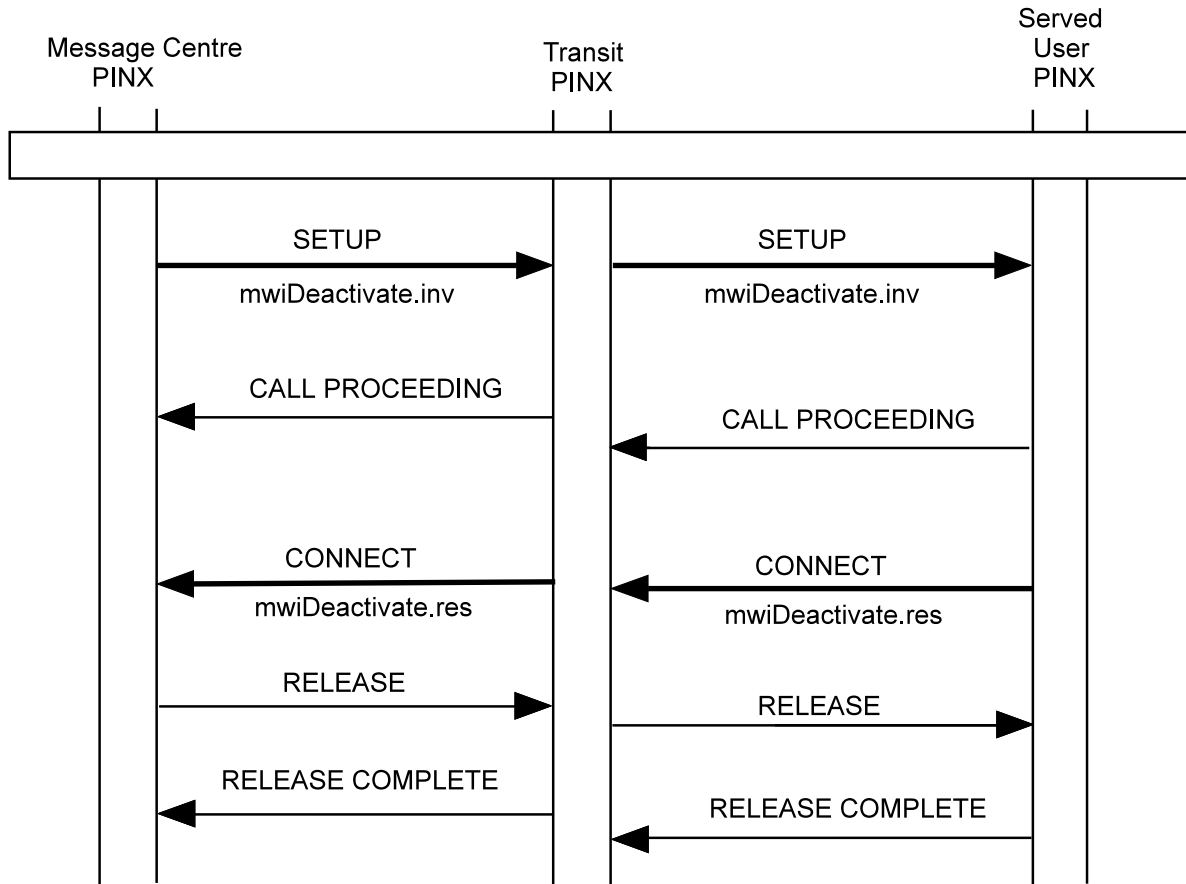 Message Centre
PINX
Transit
PINX
Served
User
PINX
SETUP
mwiDeactivate.inv
SETUP
mwiDeactivate.inv
CALL PROCEEDING
CALL PROCEEDING
CONNECT
mwiDeactivate.res
CONNECT
mwiDeactivate.res
RELEASE
RELEASE
RELEASE COMPLETE
RELEASE COMPLETE